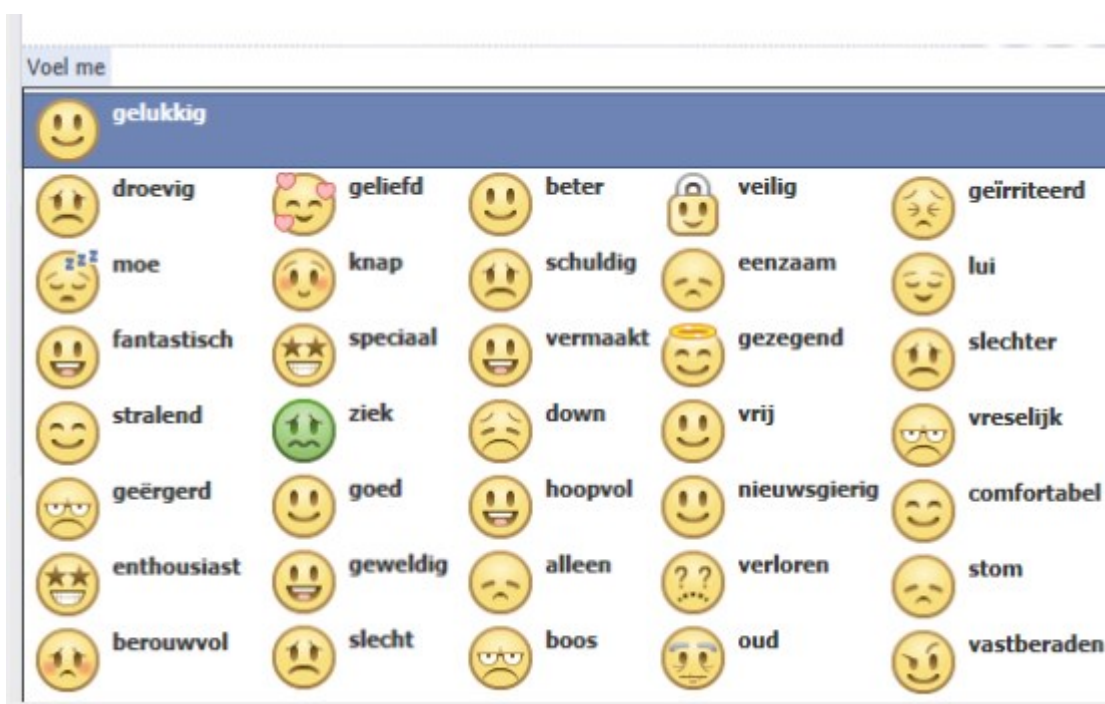 Voel me
gelukkig
droevig geliefd beter veilig geïrriteerd
moe knap schuldig eenzaam lui
fantastisch speciaal vermaakt gezegend slechter
stralend ziek down vrij vreselijk
geërgerd goed hoopvol nieuwsgierig comfortabel
enthousiast geweldig alleen verloren stom
berouwvol slecht boos oud vastberaden